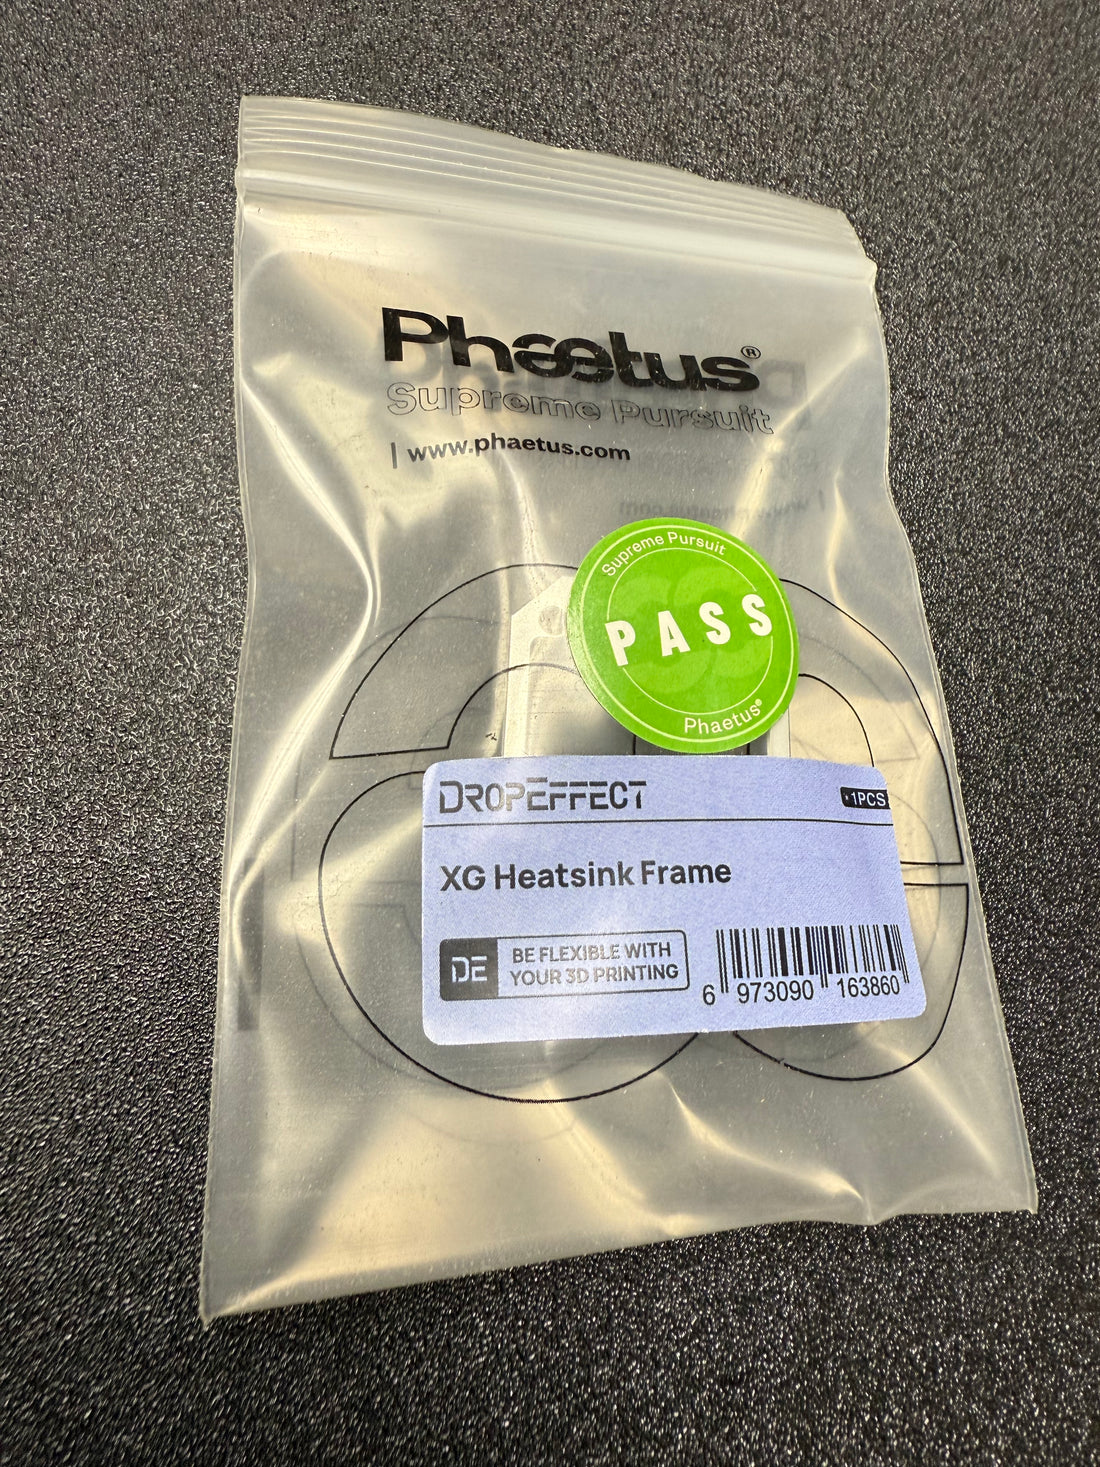 Phaetus®
Supreme Pursuit
| www.phaetus.com
Supreme Pursuit
PASS
Phaetus®
DROPEFFECT
1PCS
XG Heatsink Frame
DE
BE FLEXIBLE WITH
YOUR 3D PRINTING
6 973090 163860